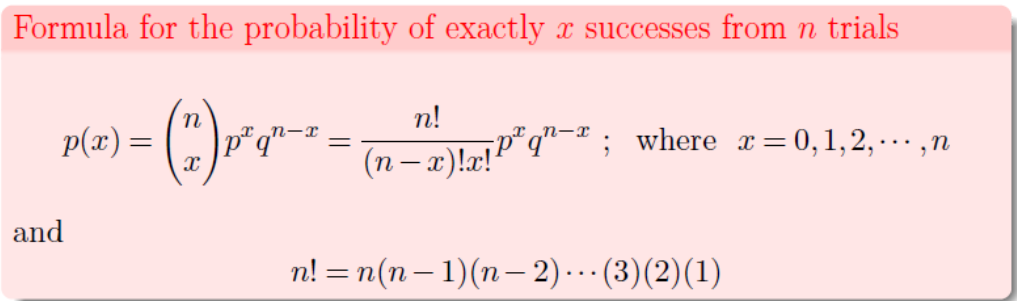 Formula for the probability of exactly $x$ successes from $n$ trials
$p(x) = \binom{n}{x} p^x q^{n-x} = \frac{n!}{(n-x)!x!} p^x q^{n-x}$ ; where $x = 0, 1, 2, \cdots, n$
and
$n! = n(n-1)(n-2)\cdots(3)(2)(1)$